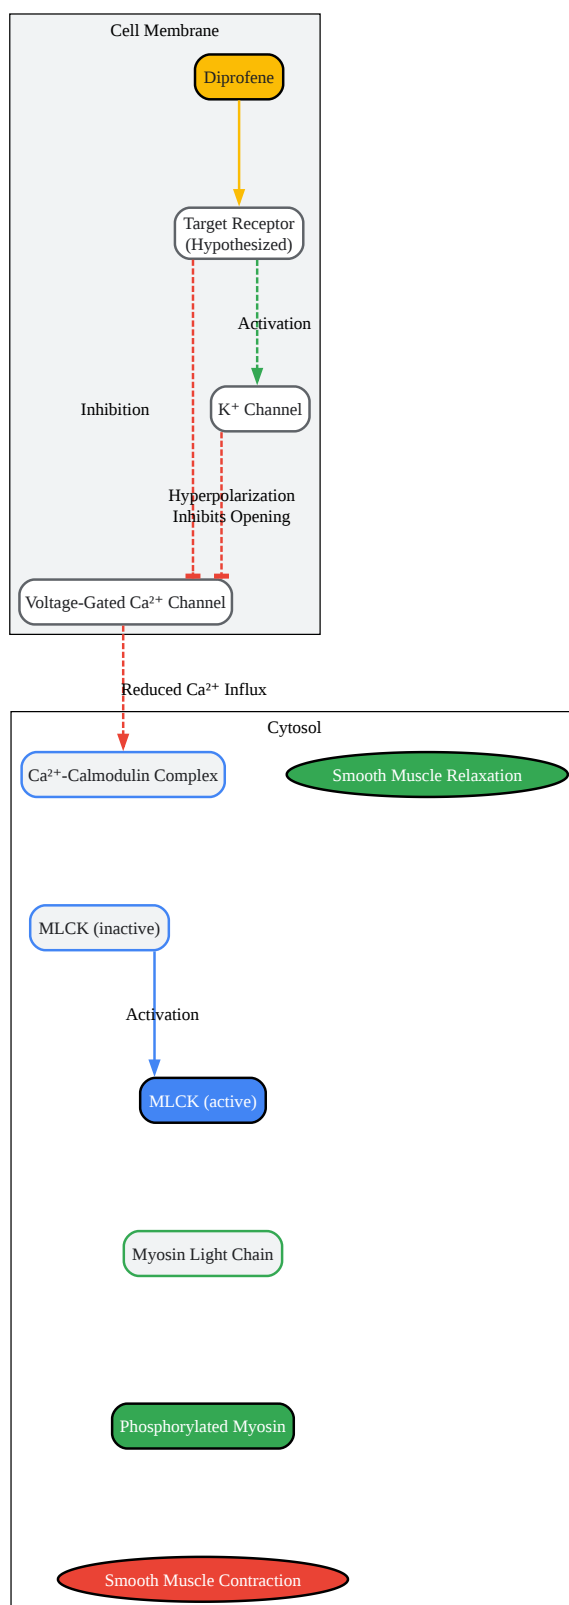 Cell Membrane
Diprofene
Target Receptor
(Hypothesized)
Activation
Inhibition
K⁺ Channel
Hyperpolarization
Inhibits Opening
Voltage-Gated Ca²⁺ Channel
Reduced Ca²⁺ Influx
Cytosol
Ca²⁺-Calmodulin Complex
Smooth Muscle Relaxation
MLCK (inactive)
Activation
MLCK (active)
Myosin Light Chain
Phosphorylated Myosin
Smooth Muscle Contraction